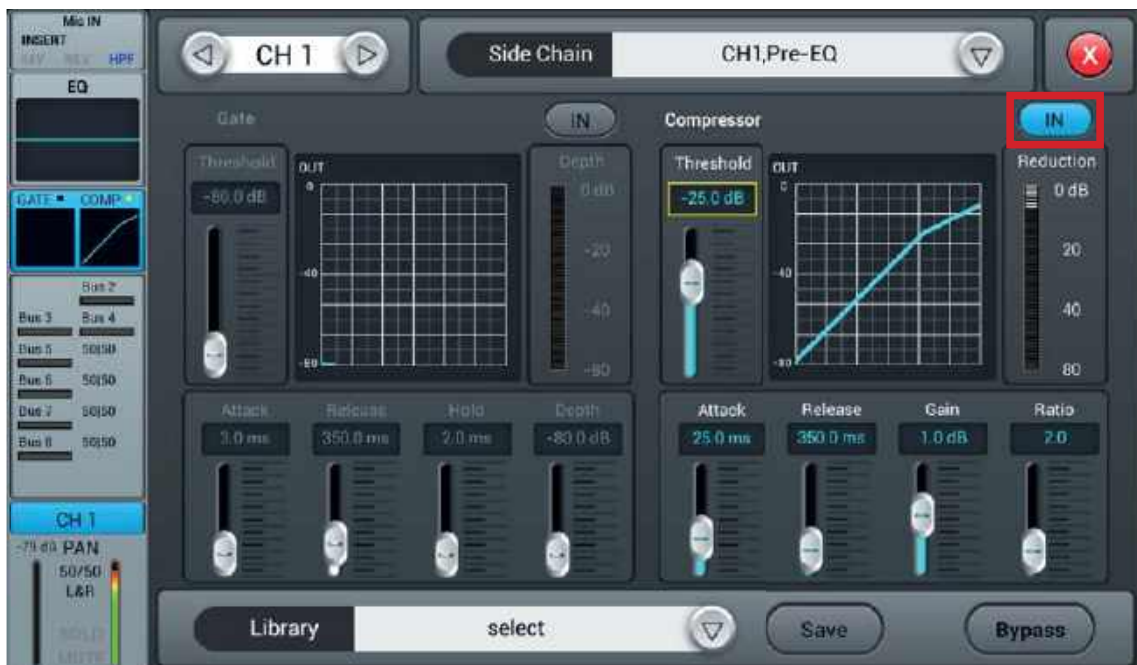 Mic IN
INSERT
HPF
EQ
GATE COMP
Bus 2
Bus 3 Bus 4
Bus 5 50|50
Bus 6 50|50
Bus 7 50|50
Bus 8 50|50
CH 1
-79 dB PAN
50/50
L&R
SOLO
MUTE
CH 1
Side Chain CH1,Pre-EQ
X
Gate IN
Threshold
-80.0 dB
OUT
0
-40
-80
Depth
0 dB
-20
-40
-80
Attack Release Hold Depth
3.0 ms 350.0 ms 2.0 ms -80.0 dB
Compressor IN
Threshold
-25.0 dB
OUT
0
-40
-80
Reduction
0 dB
20
40
80
Attack Release Gain Ratio
25.0 ms 350.0 ms 1.0 dB 2.0
Library select Save Bypass